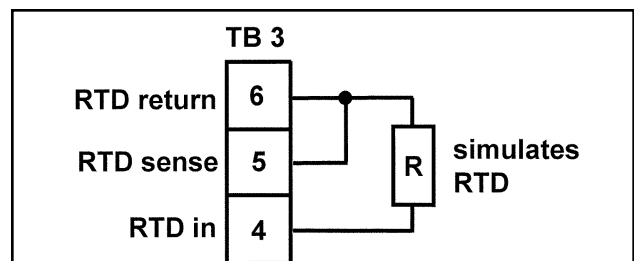 TB 3
RTD return 6
RTD sense 5
RTD in 4
R
simulates
RTD